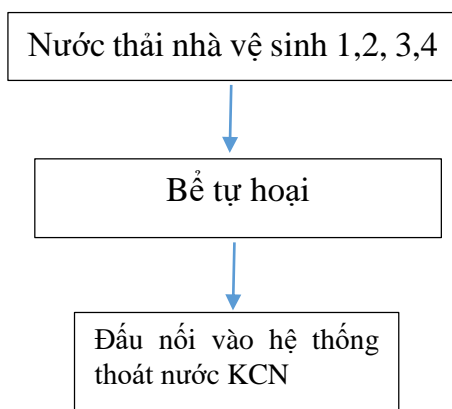 Nước thải nhà vệ sinh 1,2, 3,4
Bể tự hoại
Đấu nối vào hệ thống
thoát nước KCN